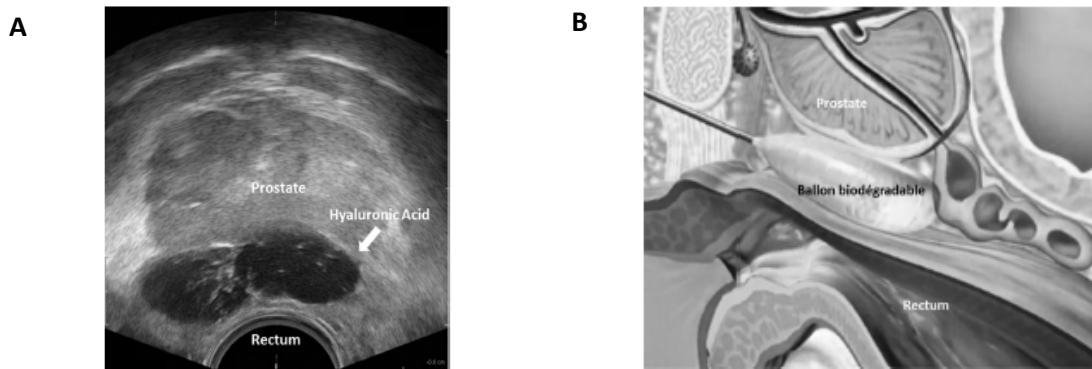 A
Prostate
Hyaluronic Acid
Rectum
B
Prostate
Ballon biodégradable
Rectum